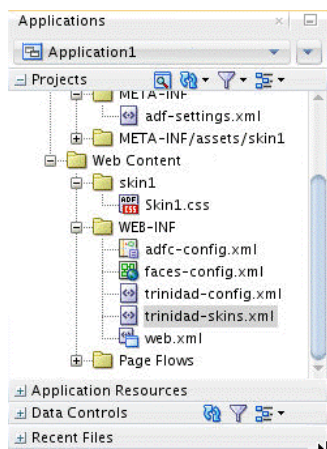 Applications
Application1
Projects
META-INF
adf-settings.xml
META-INF/assets/skin1
Web Content
skin1
ADF CSS Skin1.css
WEB-INF
adfc-config.xml
faces-config.xml
trinidad-config.xml
trinidad-skins.xml
web.xml
Page Flows
Application Resources
Data Controls
Recent Files